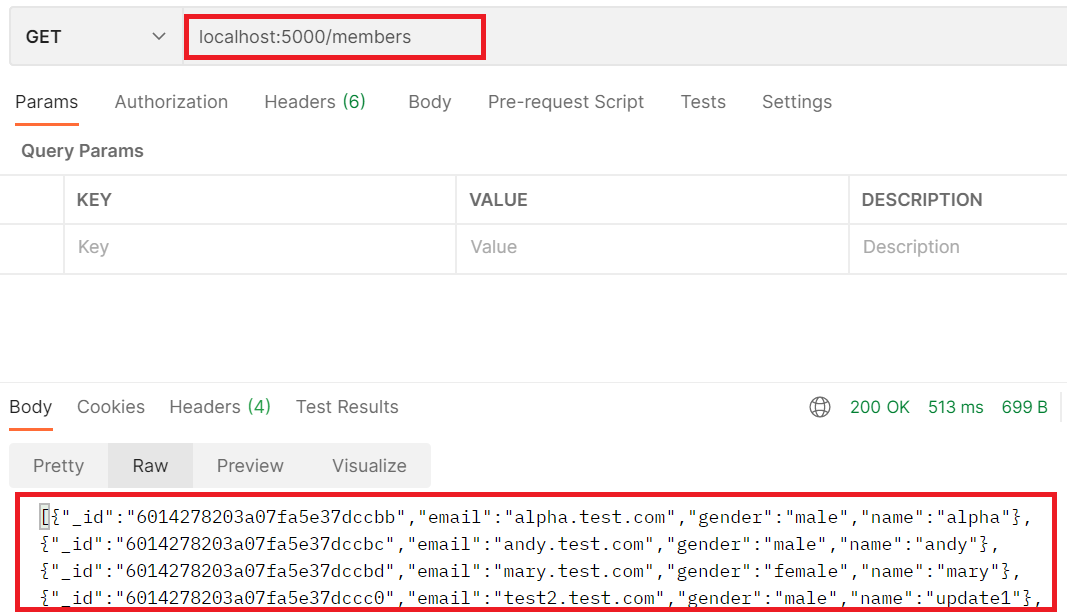 GET localhost:5000/members
Params Authorization Headers (6) Body Pre-request Script Tests Settings
Query Params
KEY VALUE DESCRIPTION
Key Value Description
Body Cookies Headers (4) Test Results 200 OK 513 ms 699 B
Pretty Raw Preview Visualize
[{"_id":"6014278203a07fa5e37dccbb","email":"alpha.test.com","gender":"male","name":"alpha"},
{"_id":"6014278203a07fa5e37dccbc","email":"andy.test.com","gender":"male","name":"andy"},
{"_id":"6014278203a07fa5e37dccbd","email":"mary.test.com","gender":"female","name":"mary"},
{"_id":"6014278203a07fa5e37dccc0","email":"test2.test.com","gender":"male","name":"update1"},